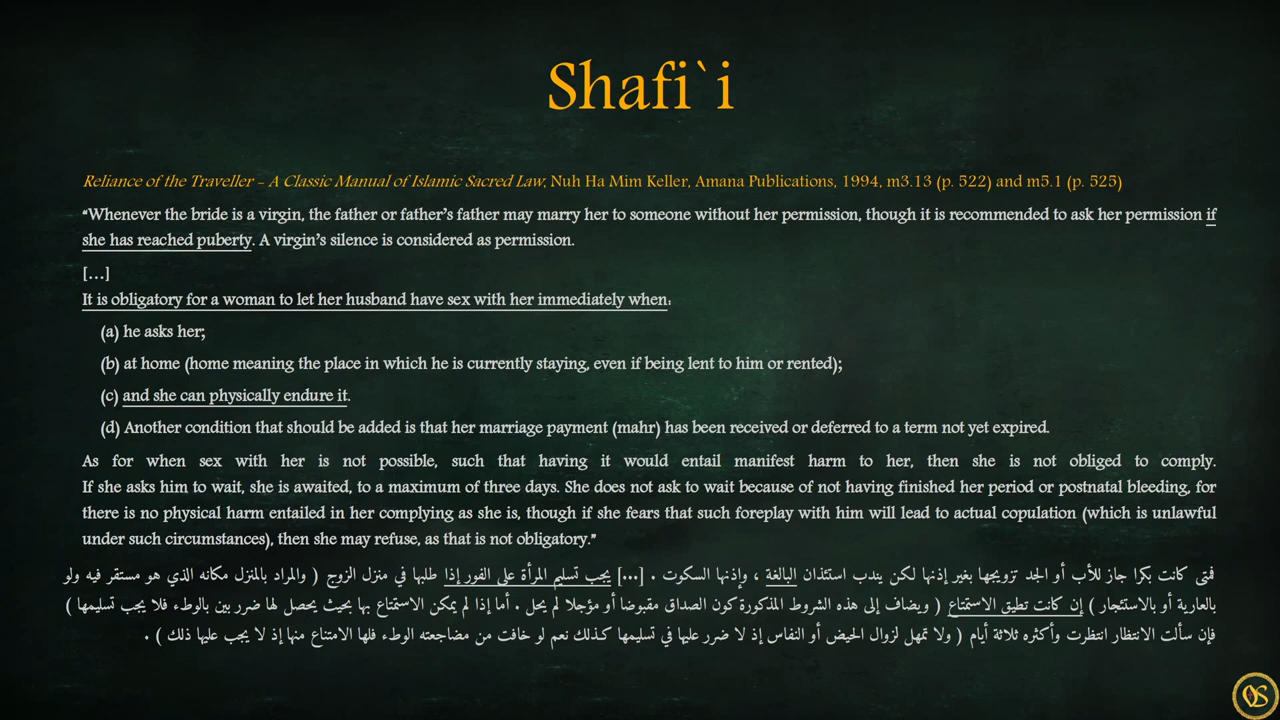 Shafi`i
Reliance of the Traveller – A Classic Manual of Islamic Sacred Law, Nuh Ha Mim Keller, Amana Publications, 1994, m3.13 (p. 522) and m5.1 (p. 525)
“Whenever the bride is a virgin, the father or father’s father may marry her to someone without her permission, though it is recommended to ask her permission if
she has reached puberty. A virgin’s silence is considered as permission.
[…]
It is obligatory for a woman to let her husband have sex with her immediately when:
(a) he asks her;
(b) at home (home meaning the place in which he is currently staying, even if being lent to him or rented);
(c) and she can physically endure it.
(d) Another condition that should be added is that her marriage payment (mahr) has been received or deferred to a term not yet expired.
As for when sex with her is not possible, such that having it would entail manifest harm to her, then she is not obliged to comply.
If she asks him to wait, she is awaited, to a maximum of three days. She does not ask to wait because of not having finished her period or postnatal bleeding, for
there is no physical harm entailed in her complying as she is, though if she fears that such foreplay with him will lead to actual copulation (which is unlawful
under such circumstances), then she may refuse, as that is not obligatory.”
فمتى كانت بكرا جاز للأب أو الجد تزويجها بغير إذنها لكن يندب استئذان البالغة ، وإذنها السكوت . […] يجب تسليم المرأة على الفور إذا طلبها في منزل الزوج ( والمراد بالمنزل مكانه الذي هو مستقر فيه ولو
بالعارية أو بالاستئجار ) إن كانت تطيق الاستمتاع ( ويضاف إلى هذه الشروط المذكورة كون الصداق مقبوضا أو مؤجلا لم يحل . أما إذا لم يمكن الاستمتاع بها بحيث يحصل لها ضرر بين بالوطء فلا يجب تسليمها )
فإن سألت الانتظار انتظرت وأكثره ثلاثة أيام ( ولا تمهل لزوال الحيض أو النفاس إذ لا ضرر عليها في تسليمها كذلك نعم لو خافت من مضاجعته الوطء فلها الامتناع منها إذ لا يجب عليها ذلك ) .